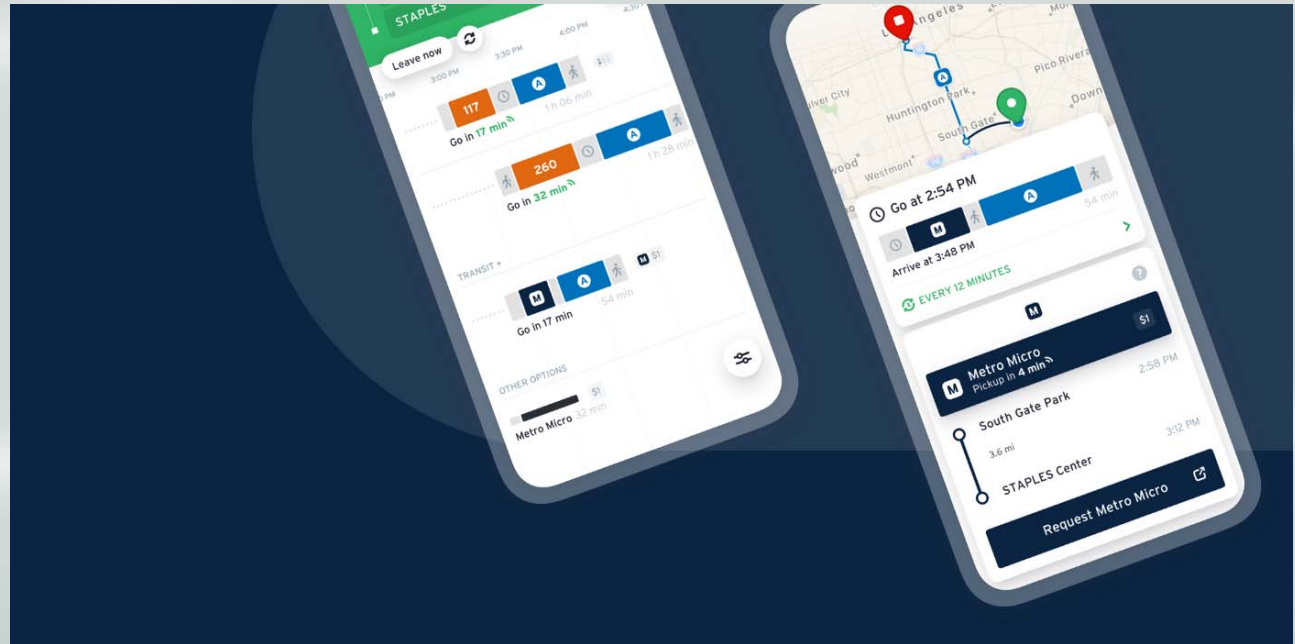 STAPLES
Leave now
3:00 PM
3:30 PM
4:00 PM
4:30
PM
117
A
1 h 06 min
Go in 17 min
260
A
1 h 28 min
Go in 32 min
TRANSIT +
M
A
M $1
54 min
Go in 17 min
OTHER OPTIONS
$1
Metro Micro 32 min
Angeles
A
Pico Rivera
Huntington Park
South Gate
Down
Westmont
Go at 2:54 PM
M
A
54 min
Arrive at 3:48 PM
EVERY 12 MINUTES
M
?
M
Metro Micro
$1
Pickup in 4 min
South Gate Park
2:58 PM
3.6 mi
STAPLES Center
3:12 PM
Request Metro Micro